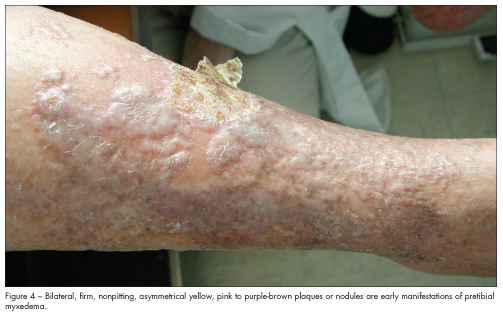 Figure 4 – Bilateral, firm, nonpitting, asymmetrical yellow, pink to purple-brown plaques or nodules are early manifestations of pretibial
myxedema.